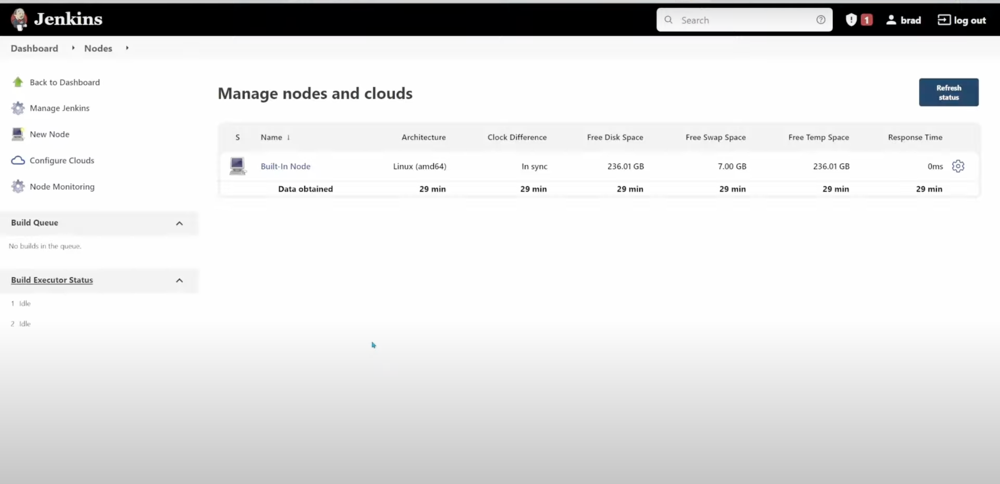 Jenkins
Search
1
brad
log out
Dashboard
Nodes
Back to Dashboard
Manage Jenkins
New Node
Configure Clouds
Node Monitoring
Build Queue
No builds in the queue.
Build Executor Status
1 Idle
2 Idle
Manage nodes and clouds
Refresh
status
S Name ↓ Architecture Clock Difference Free Disk Space Free Swap Space Free Temp Space Response Time
Built-In Node Linux (amd64) In sync 236.01 GB 7.00 GB 236.01 GB 0ms
Data obtained 29 min 29 min 29 min 29 min 29 min 29 min